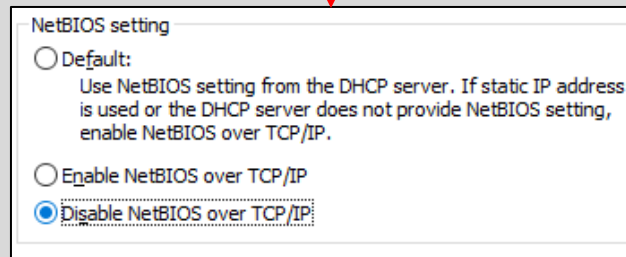 NetBIOS setting
Default:
Use NetBIOS setting from the DHCP server. If static IP address
is used or the DHCP server does not provide NetBIOS setting,
enable NetBIOS over TCP/IP.
Enable NetBIOS over TCP/IP
Disable NetBIOS over TCP/IP